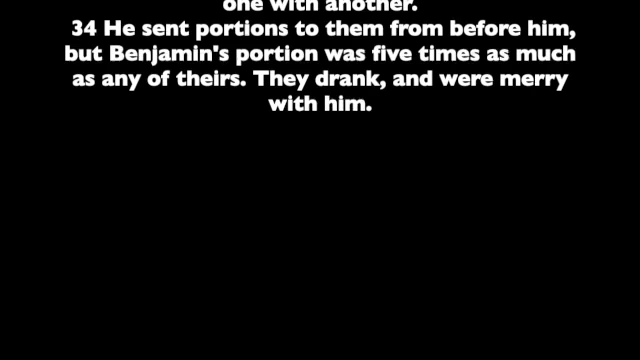 one with another.
34 He sent portions to them from before him,
but Benjamin's portion was five times as much
as any of theirs. They drank, and were merry
with him.